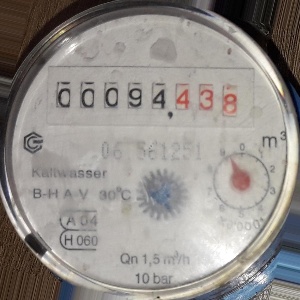 00094,438
m³
06 561251
Kaltwasser
B-H A-V 30°C
A 04
H 060
Qn 1,5 m³/h
10 bar